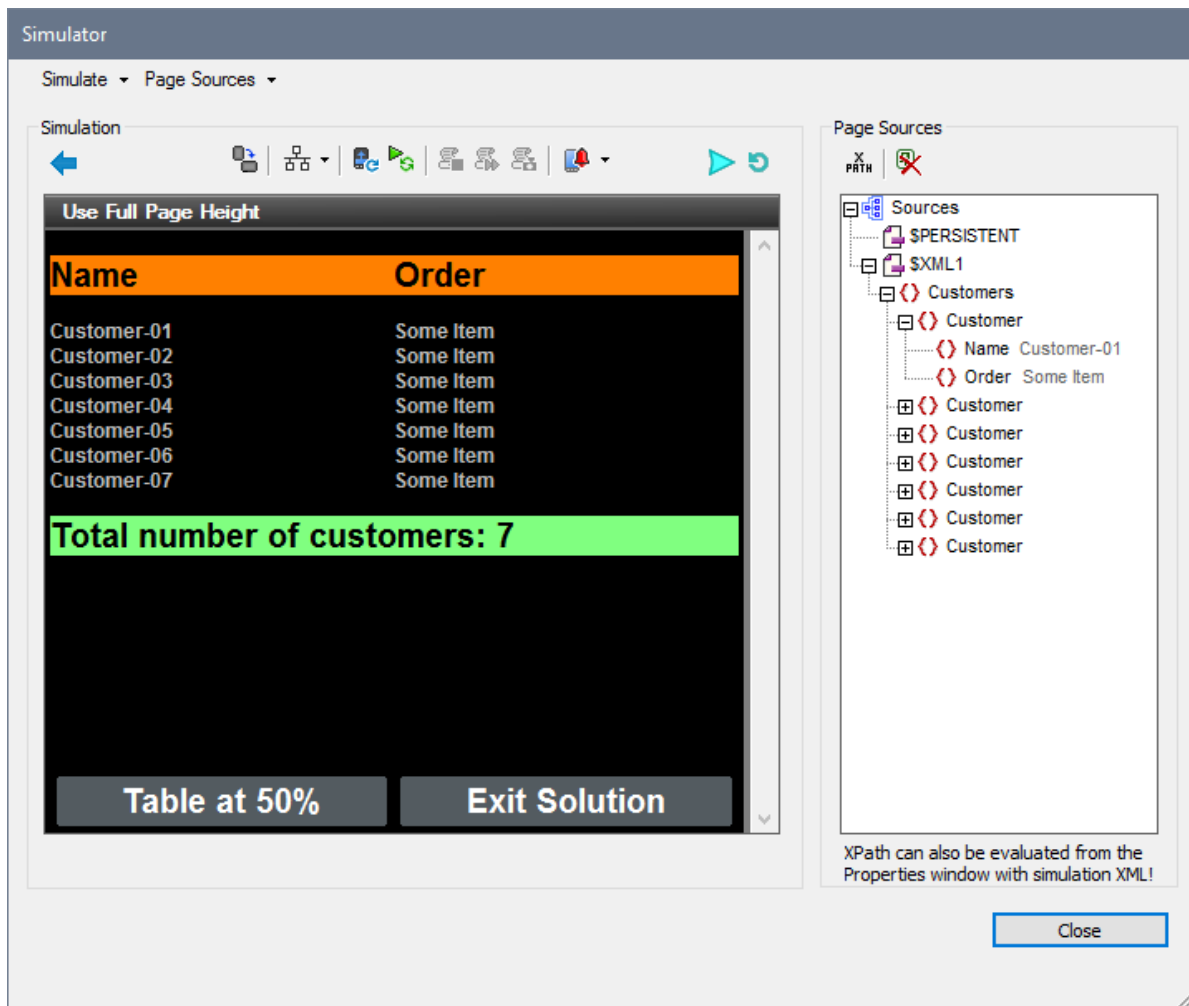 Simulator
Simulate Page Sources
Simulation
Use Full Page Height
Name Order
Customer-01 Some Item
Customer-02 Some Item
Customer-03 Some Item
Customer-04 Some Item
Customer-05 Some Item
Customer-06 Some Item
Customer-07 Some Item
Total number of customers: 7
Table at 50% Exit Solution
Page Sources
X PATH
Sources
$PERSISTENT
$XML1
Customers
Customer
Name Customer-01
Order Some Item
Customer
Customer
Customer
Customer
Customer
Customer
XPath can also be evaluated from the
Properties window with simulation XML!
Close